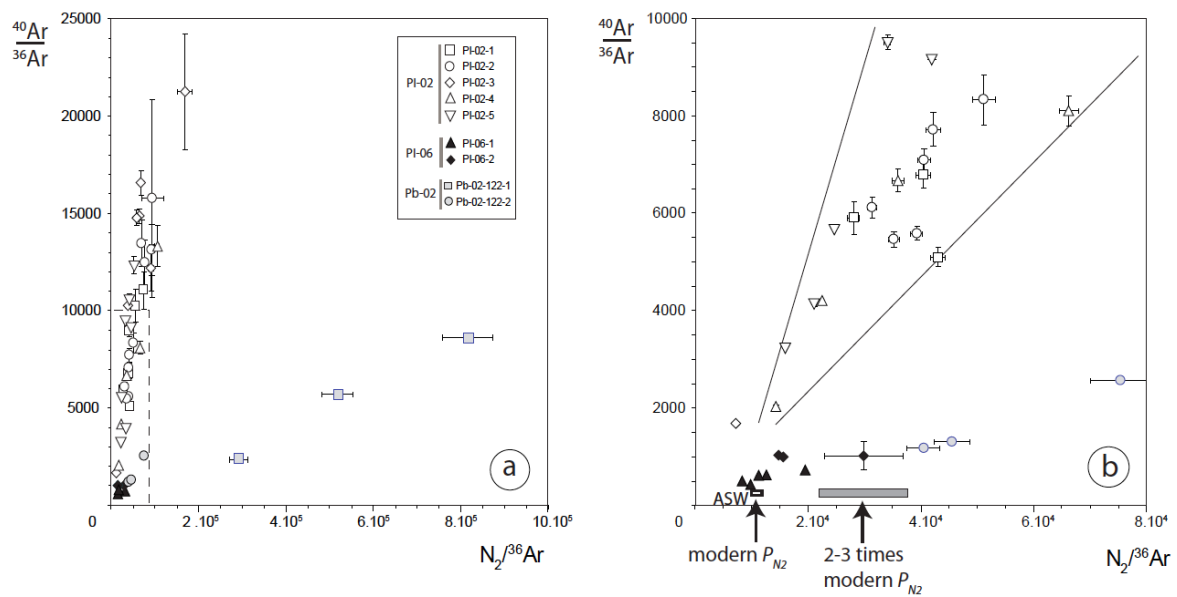 40Ar
36Ar
25000
20000
15000
10000
5000
0
2.10⁵
4.10⁵
6.10⁵
8.10⁵
10.10⁵
N₂/³⁶Ar
PI-02
PI-02-1
PI-02-2
PI-02-3
PI-02-4
PI-02-5
PI-06
PI-06-1
PI-06-2
Pb-02
Pb-02-122-1
Pb-02-122-2
a
40Ar
36Ar
10000
8000
6000
4000
2000
0
ASW
2.10⁴
4.10⁴
6.10⁴
8.10⁴
b
modern P_N2
2-3 times
modern P_N2
N₂/³⁶Ar